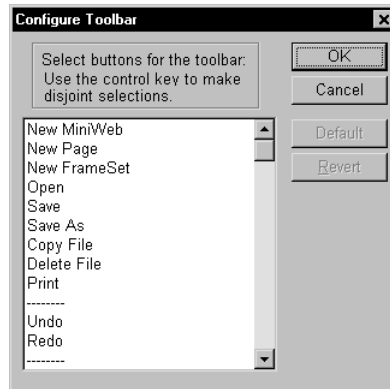 Configure Toolbar
Select buttons for the toolbar:
Use the control key to make
disjoint selections.
OK
Cancel
Default
Revert
New MiniWeb
New Page
New FrameSet
Open
Save
Save As
Copy File
Delete File
Print
--------
Undo
Redo
--------